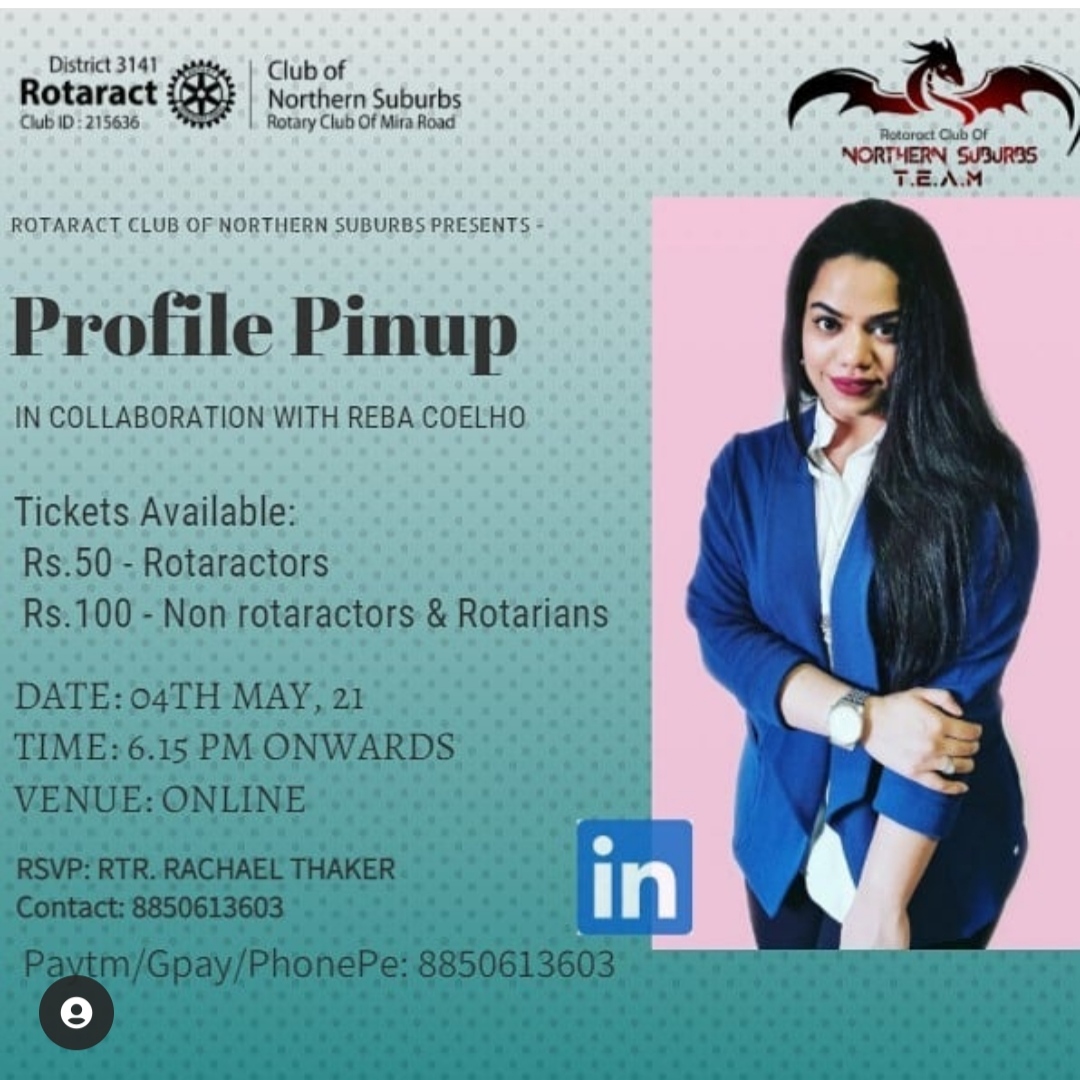 District 3141
Rotaract
Club ID : 215636
Club of
Northern Suburbs
Rotary Club Of Mira Road
Rotaract Club Of
NORTHERN SUBURBS
T.E.A.M
ROTARACT CLUB OF NORTHERN SUBURBS PRESENTS -
Profile Pinup
IN COLLABORATION WITH REBA COELHO
Tickets Available:
Rs.50 - Rotaractors
Rs.100 - Non rotaractors & Rotarians
DATE: 04TH MAY, 21
TIME: 6.15 PM ONWARDS
VENUE: ONLINE
RSVP: RTR. RACHAEL THAKER
Contact: 8850613603
in
Paytm/Gpay/PhonePe: 8850613603